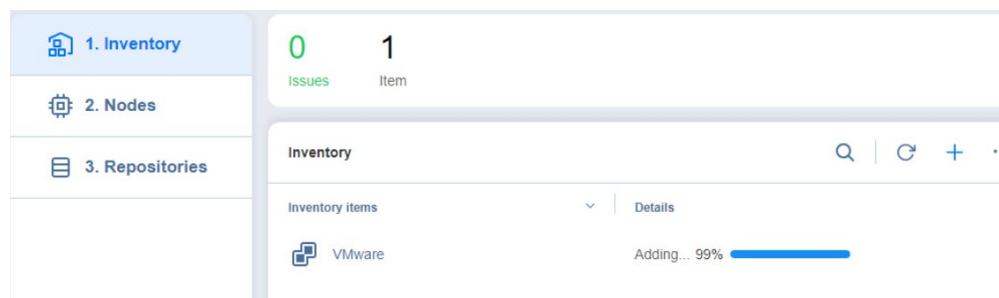 1. Inventory
2. Nodes
3. Repositories
0 1
Issues Item
Inventory
Inventory items Details
VMware Adding... 99%